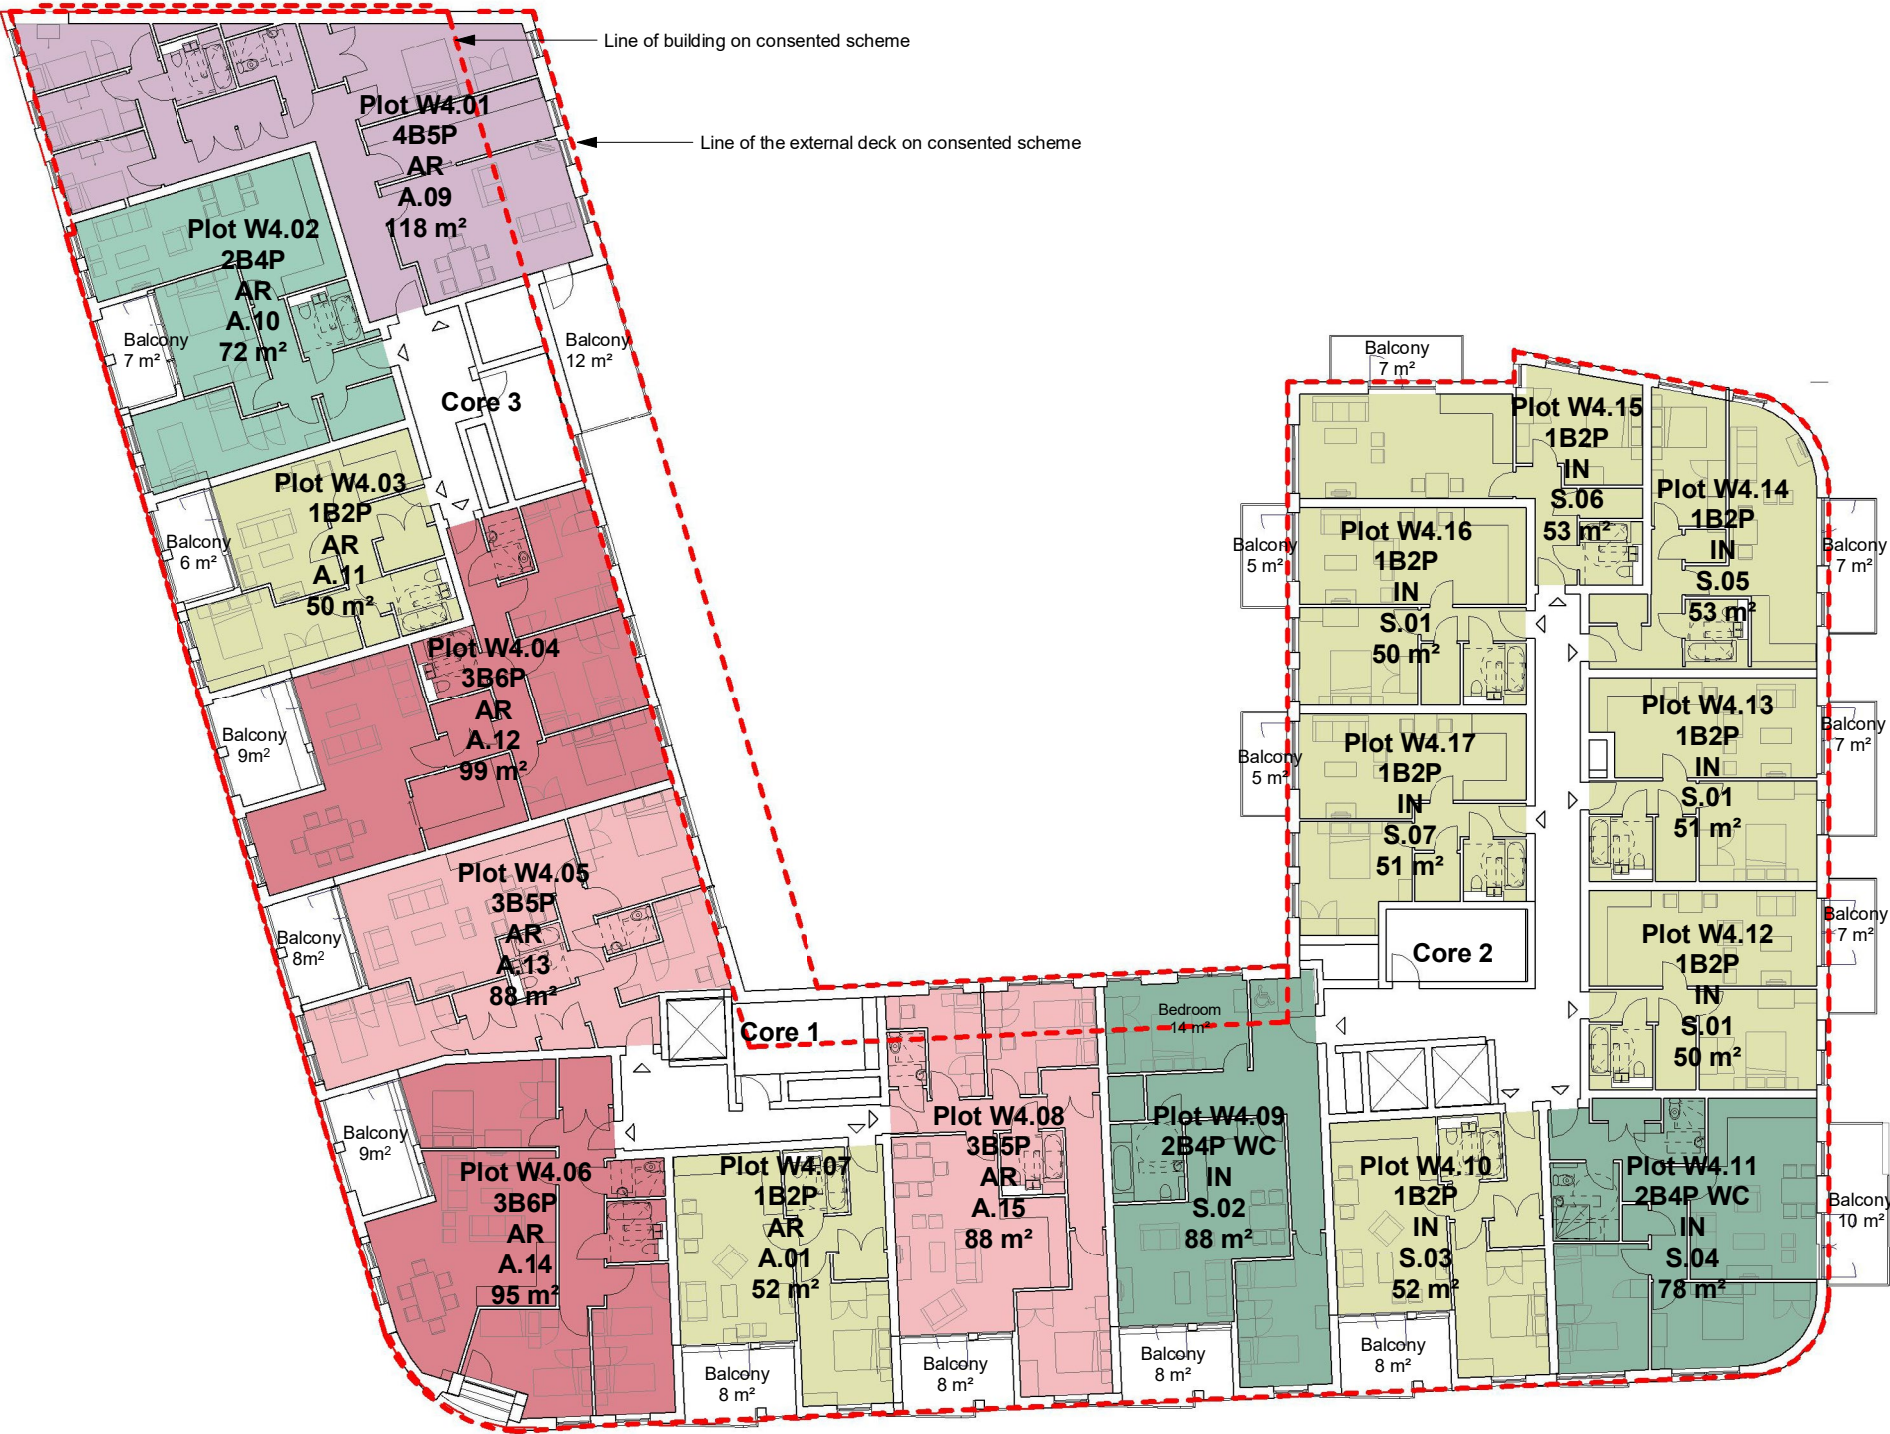 Line of building on consented scheme
Line of the external deck on consented scheme
Plot W4.01
4B5P
AR
A.09
118 m²
Plot W4.02
2B4P
AR
A.10
72 m²
Balcony
7 m²
Balcony
12 m²
Core 3
Plot W4.03
1B2P
AR
A.11
50 m²
Balcony
6 m²
Plot W4.04
3B6P
AR
A.12
99 m²
Balcony
9m²
Plot W4.05
3B5P
AR
A.13
88 m²
Balcony
8m²
Core 1
Plot W4.06
3B6P
AR
A.14
95 m²
Balcony
9m²
Plot W4.07
1B2P
AR
A.01
52 m²
Balcony
8 m²
Plot W4.08
3B5P
AR
A.15
88 m²
Balcony
8 m²
Bedroom
14 m²
Plot W4.09
2B4P WC
IN
S.02
88 m²
Balcony
8 m²
Plot W4.10
1B2P
IN
S.03
52 m²
Balcony
8 m²
Plot W4.11
2B4P WC
IN
S.04
78 m²
Balcony
10 m²
Plot W4.12
1B2P
IN
S.01
50 m²
Balcony
7 m²
Plot W4.13
1B2P
IN
S.01
51 m²
Balcony
7 m²
Plot W4.14
1B2P
IN
S.05
53 m²
Balcony
7 m²
Plot W4.15
1B2P
IN
S.06
53 m²
Balcony
7 m²
Plot W4.16
1B2P
IN
S.01
50 m²
Balcony
5 m²
Plot W4.17
1B2P
IN
S.07
51 m²
Balcony
5 m²
Core 2